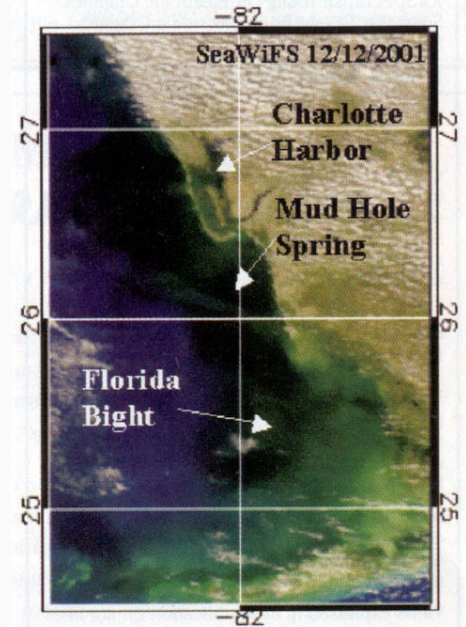 -82
SeaWiFS 12/12/2001
27
27
Charlotte
Harbor
Mud Hole
Spring
26
26
Florida
Bight
25
25
-82